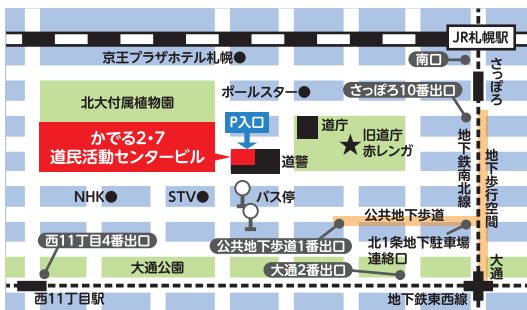 JR札幌駅
京王プラザホテル札幌
南口
さっぽろ
ポールスター
さっぽろ10番出口
北大付属植物園
P入口
道庁
旧道庁
赤レンガ
かでる2・7
道民活動センタービル
道警
地下鉄南北線
地下歩行空間
NHK
STV
バス停
公共地下歩道
西11丁目4番出口
公共地下歩道1番出口
北1条地下駐車場
連絡口
大通公園
大通2番出口
大通
西11丁目駅
地下鉄東西線